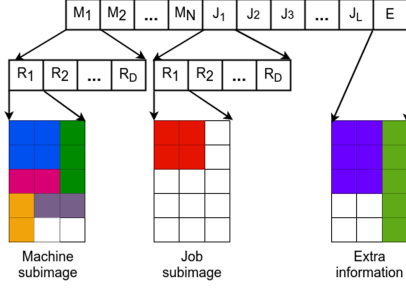 M1 M2 ... MN J1 J2 J3 ... JL E
R1 R2 ... RD R1 R2 ... RD
Machine subimage
Job subimage
Extra information